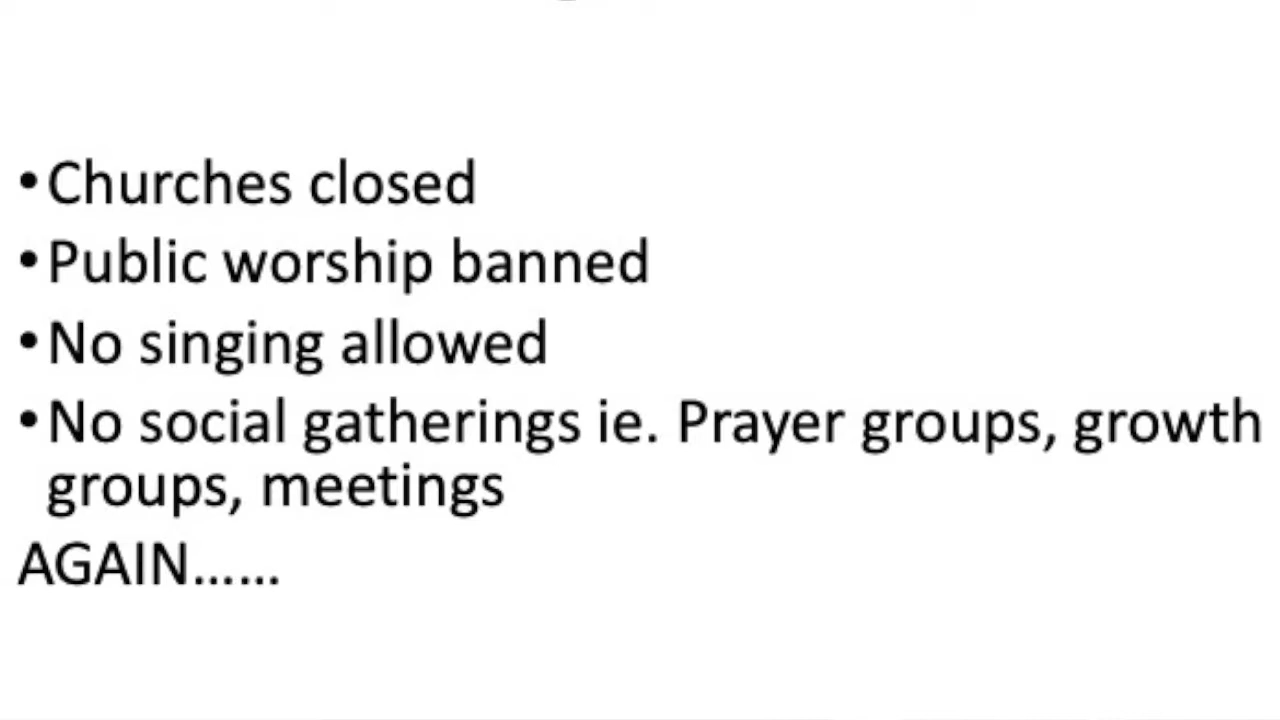 •Churches closed
•Public worship banned
•No singing allowed
•No social gatherings ie. Prayer groups, growth
groups, meetings
AGAIN......